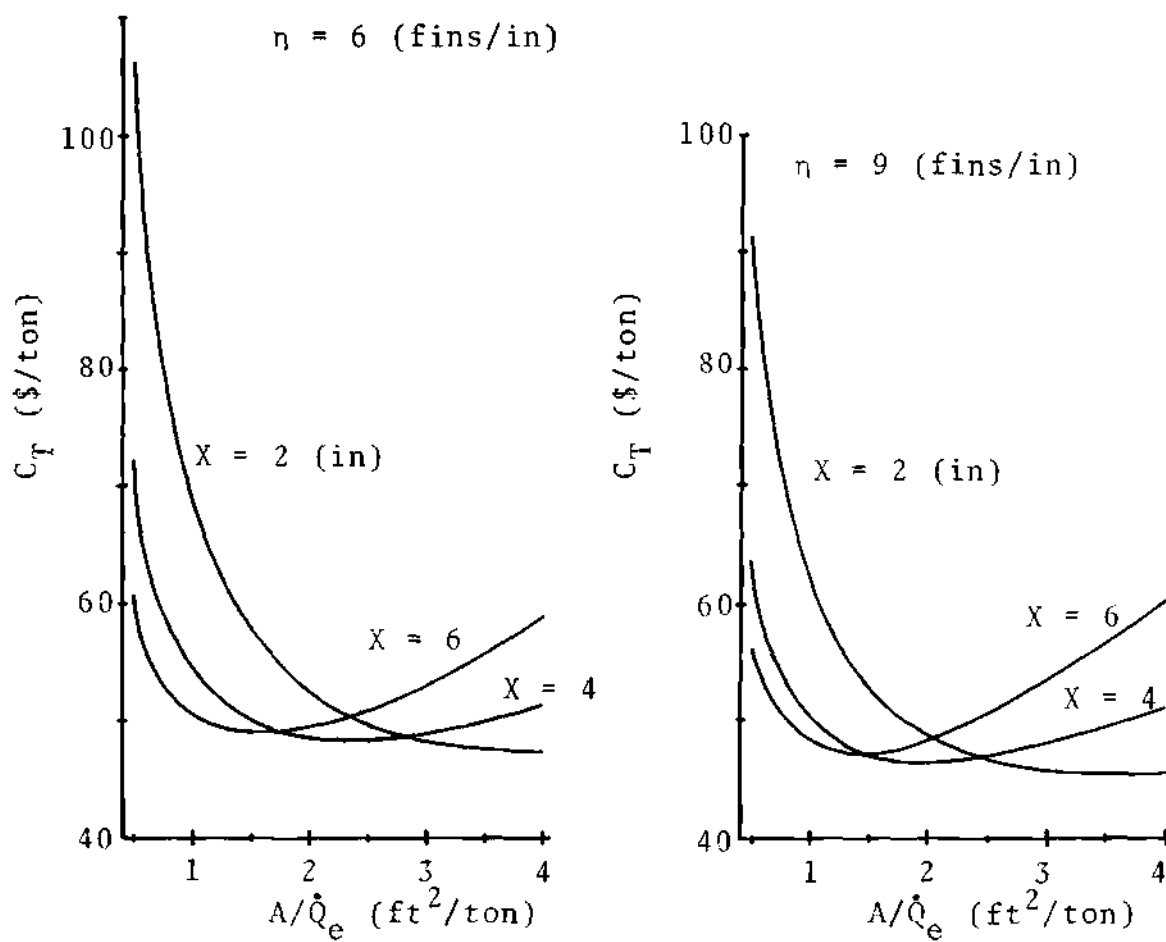 η = 6 (fins/in)
100
80
60
40
C_T ($/ton)
X = 2 (in)
X = 6
X = 4
1 2 3 4
A/Q̇_e (ft²/ton)
η = 9 (fins/in)
100
80
60
40
C_T ($/ton)
X = 2 (in)
X = 6
X = 4
1 2 3 4
A/Q̇_e (ft²/ton)